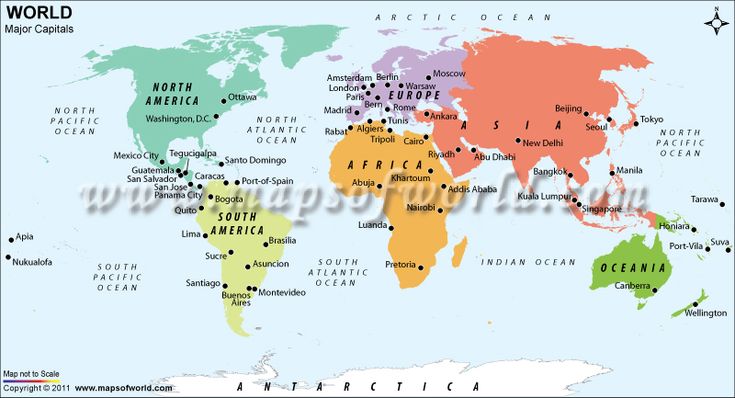 WORLD
Major Capitals
ARCTIC OCEAN
NORTH
AMERICA
Ottawa
Washington, D.C.
NORTH
PACIFIC
OCEAN
NORTH
ATLANTIC
OCEAN
Mexico City
Tegucigalpa
Guatemala
San Salvador
San Jose
Panama City
Santo Domingo
Caracas
Port-of-Spain
Bogota
Quito
SOUTH
AMERICA
Lima
Brasilia
Sucre
Asuncion
Santiago
Buenos
Aires
Montevideo
Apia
Nukualofa
SOUTH
PACIFIC
OCEAN
SOUTH
ATLANTIC
OCEAN
Amsterdam
Berlin
Moscow
London
Warsaw
Paris
EUROPE
Bern
Rome
Madrid
Ankara
Rabat
Algiers
Tunis
Tripoli
Cairo
AFRICA
Khartoum
Abuja
Addis Ababa
Nairobi
Luanda
Pretoria
ASIA
Riyadh
Abu Dhabi
New Delhi
Beijing
Seoul
Tokyo
NORTH
PACIFIC
OCEAN
Bangkok
Manila
Kuala Lumpur
Singapore
INDIAN OCEAN
Tarawa
Honiara
Port-Vila
Suva
OCEANIA
Canberra
Wellington
ANTARCTICA
www.mapsofworld.com
Map not to Scale
Copyright © 2011 www.mapsofworld.com